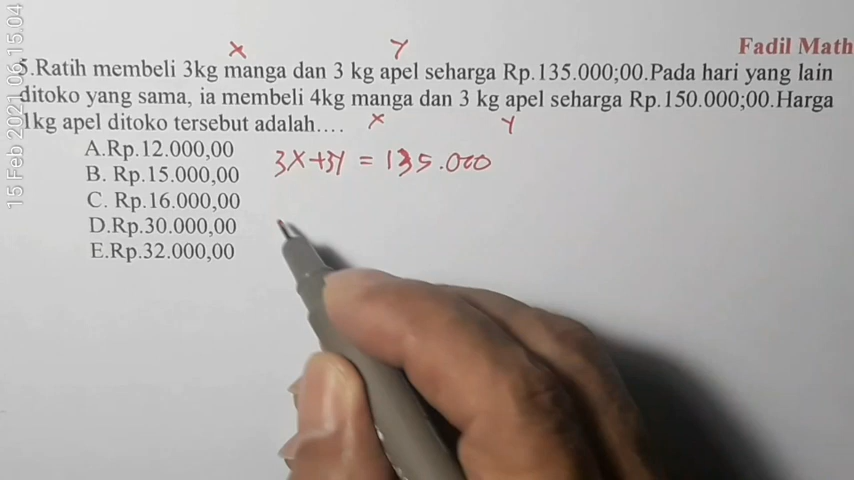 15 Feb 2021 06.15.04
Fadil Math
X Y
5.Ratih membeli 3kg mangga dan 3 kg apel seharga Rp.135.000;00.Pada hari yang lain
ditoko yang sama, ia membeli 4kg mangga dan 3 kg apel seharga Rp.150.000;00.Harga
1kg apel ditoko tersebut adalah....
X Y
A.Rp.12.000,00
B. Rp.15.000,00
C. Rp.16.000,00
D.Rp.30.000,00
E.Rp.32.000,00
3X+3Y = 135.000